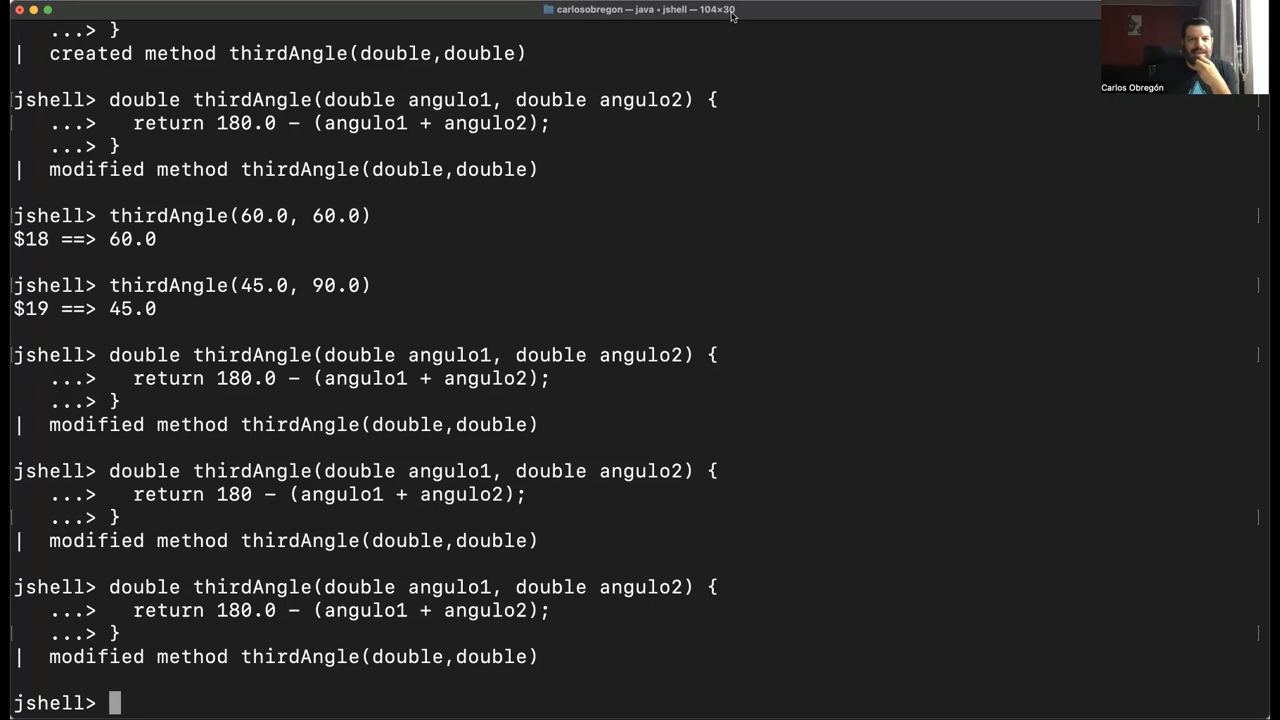 carlosobregon — java ◂ jshell — 104×30
   ...> }
|  created method thirdAngle(double,double)
jshell> double thirdAngle(double angulo1, double angulo2) {
   ...>   return 180.0 - (angulo1 + angulo2);
   ...> }
|  modified method thirdAngle(double,double)
jshell> thirdAngle(60.0, 60.0)
$18 ==> 60.0
jshell> thirdAngle(45.0, 90.0)
$19 ==> 45.0
jshell> double thirdAngle(double angulo1, double angulo2) {
   ...>   return 180.0 - (angulo1 + angulo2);
   ...> }
|  modified method thirdAngle(double,double)
jshell> double thirdAngle(double angulo1, double angulo2) {
   ...>   return 180 - (angulo1 + angulo2);
   ...> }
|  modified method thirdAngle(double,double)
jshell> double thirdAngle(double angulo1, double angulo2) {
   ...>   return 180.0 - (angulo1 + angulo2);
   ...> }
|  modified method thirdAngle(double,double)
jshell>
Carlos Obregón